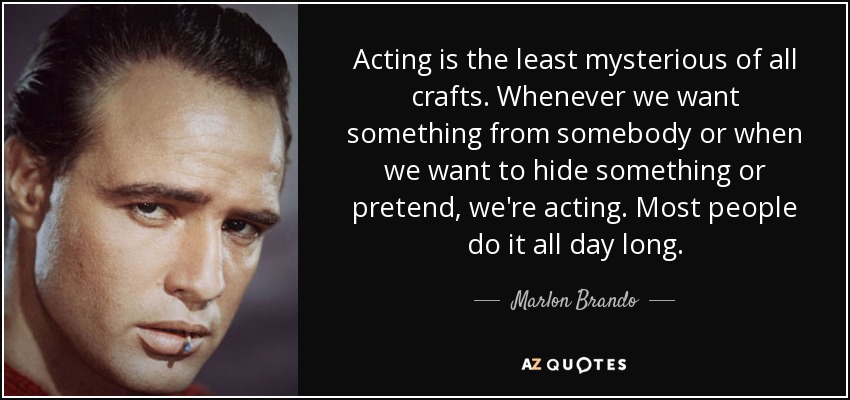 Acting is the least mysterious of all
crafts. Whenever we want
something from somebody or when
we want to hide something or
pretend, we're acting. Most people
do it all day long.
Marlon Brando
AZ QUOTES